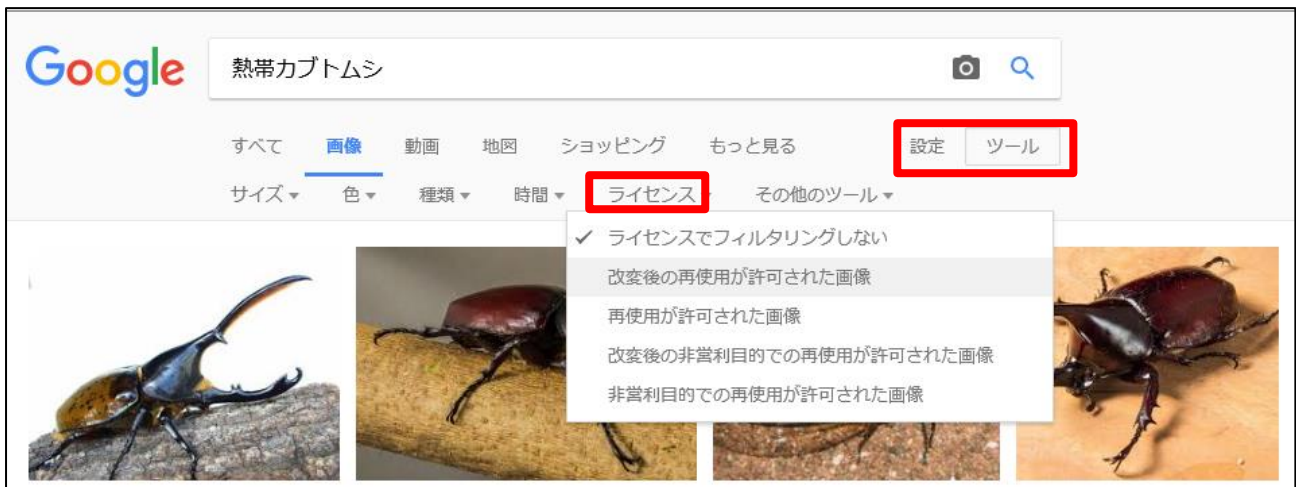 Google 熱帯カブトムシ
すべて 画像 動画 地図 ショッピング もっと見る 設定 ツール
サイズ 色 種類 時間 ライセンス その他のツール
ライセンスでフィルタリングしない
改変後の再使用が許可された画像
再使用が許可された画像
改変後の非営利目的での再使用が許可された画像
非営利目的での再使用が許可された画像